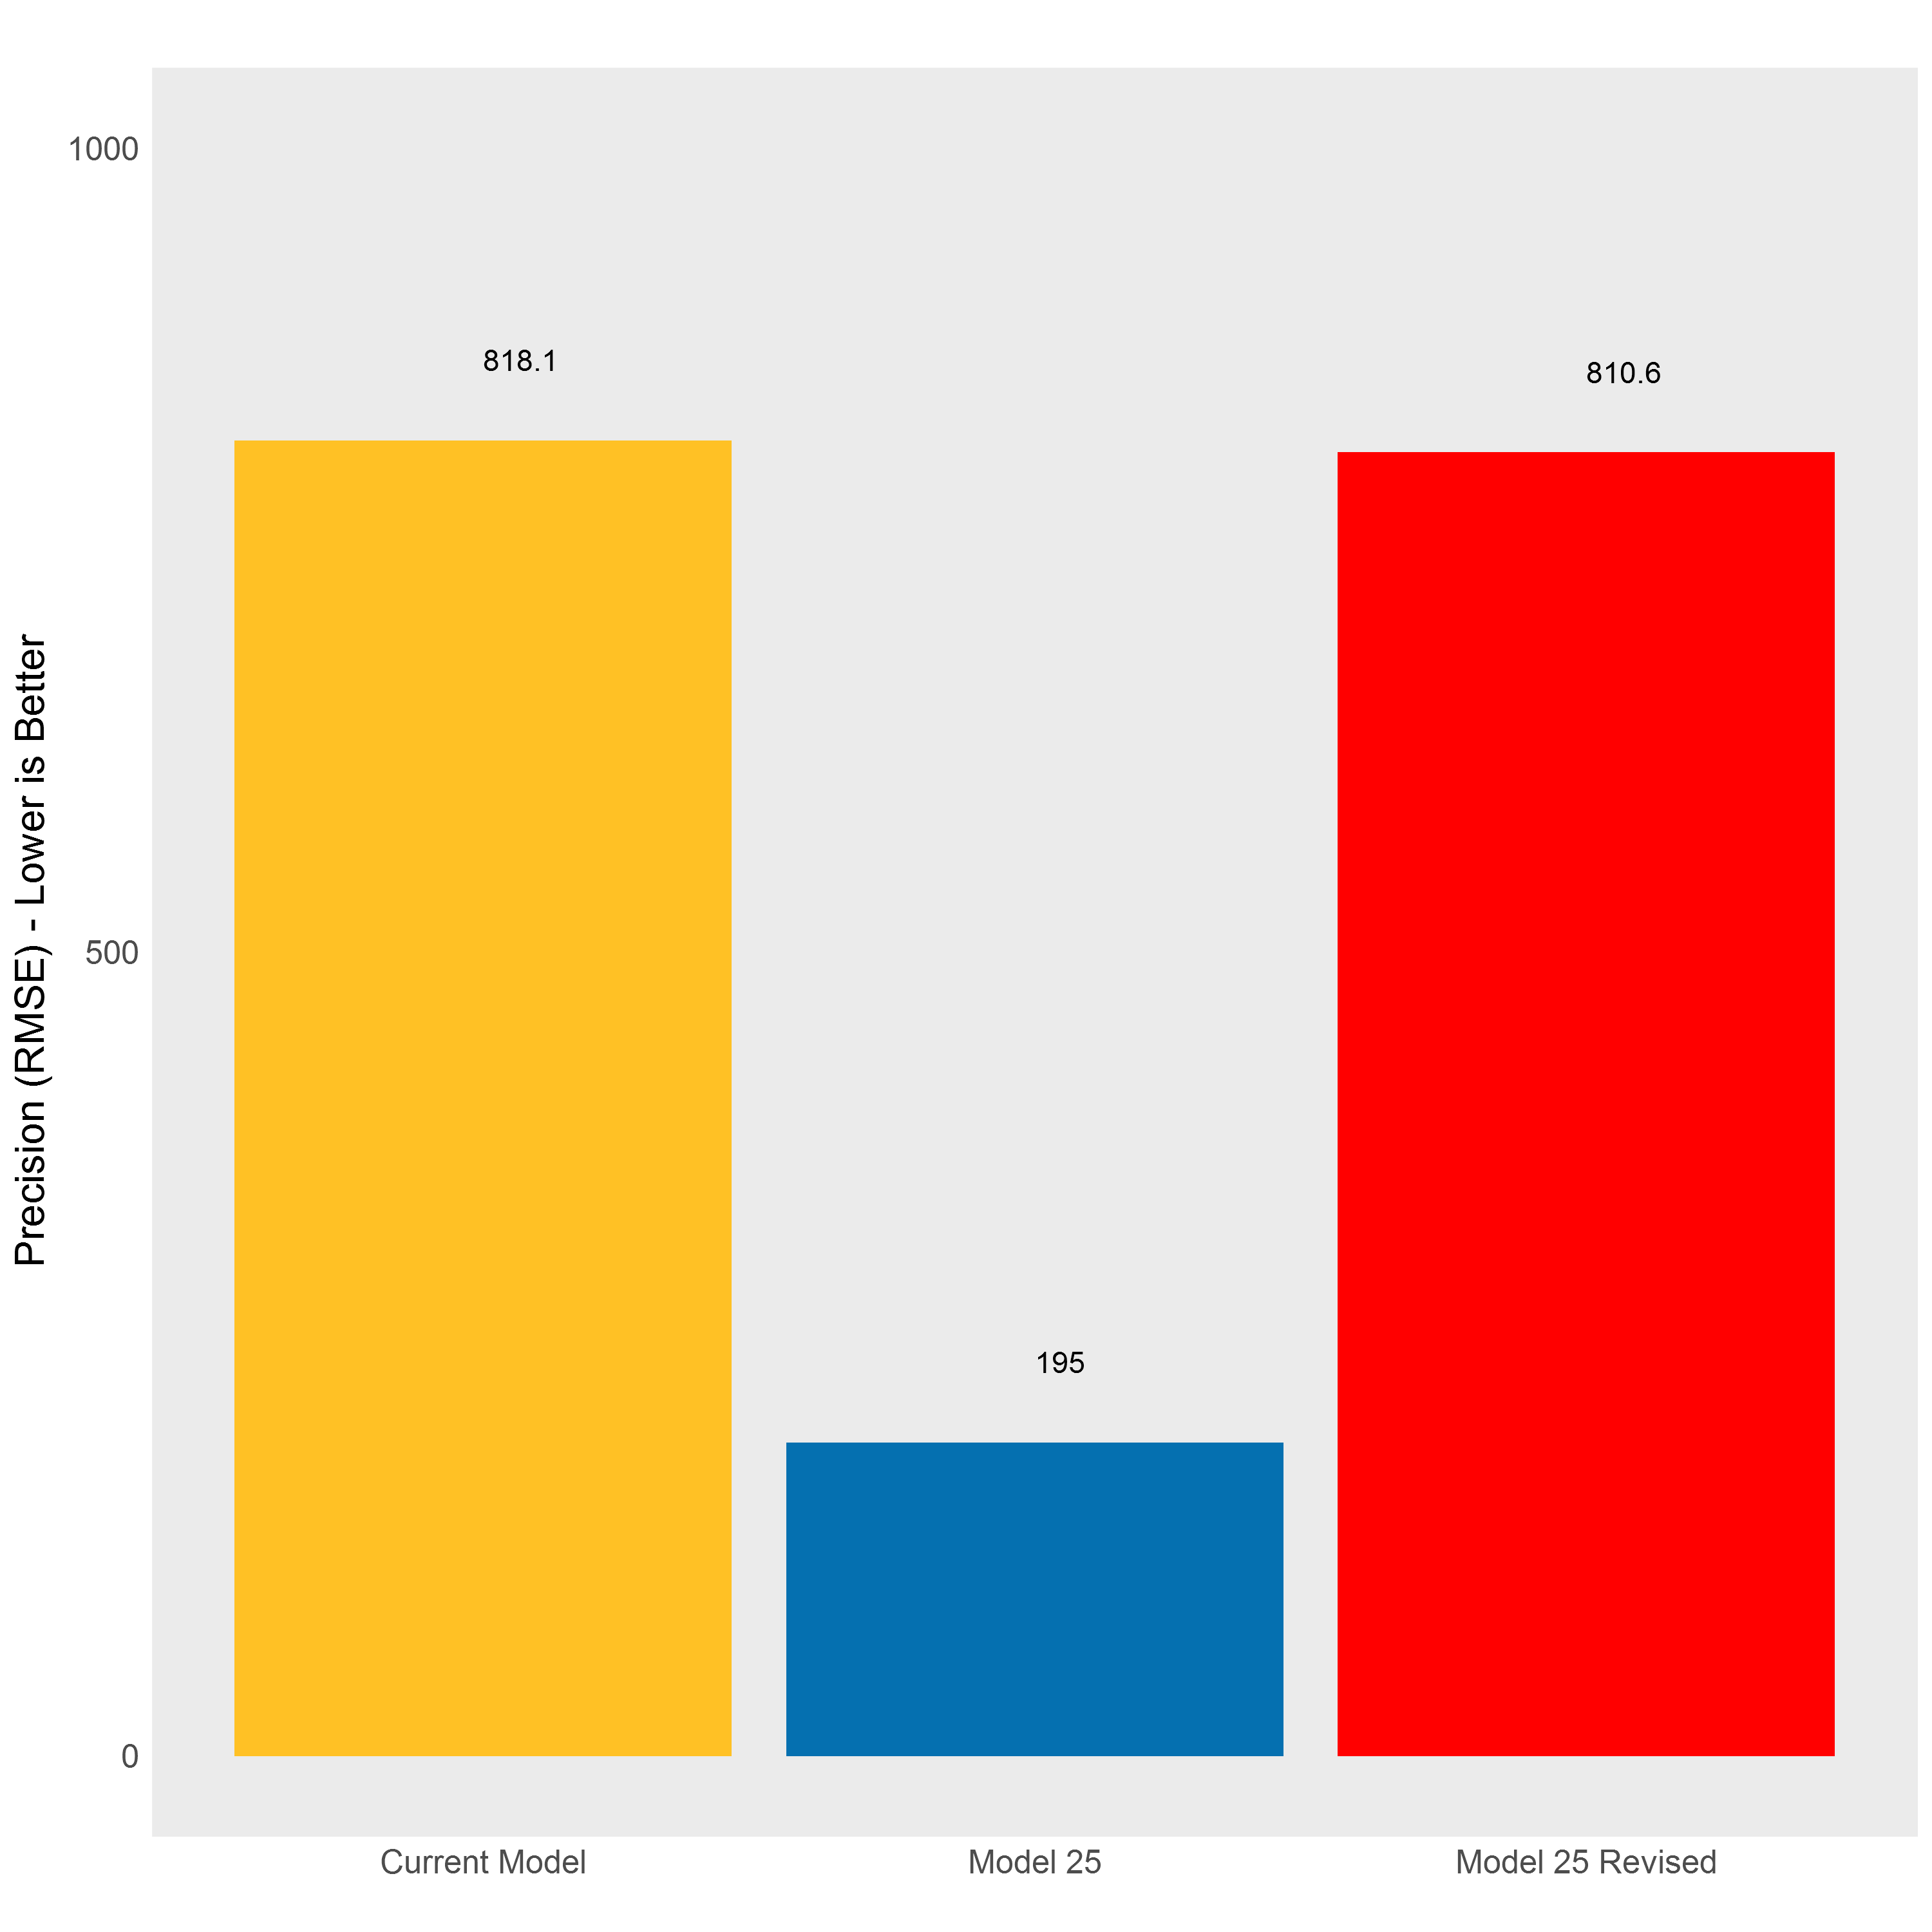 Precision (RMSE) - Lower is Better
1000
500
0
818.1
195
810.6
Current Model
Model 25
Model 25 Revised